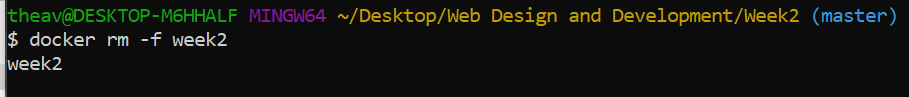 theav@DESKTOP-M6HHALF MINGW64 ~/Desktop/Web Design and Development/Week2 (master)
$ docker rm -f week2
week2